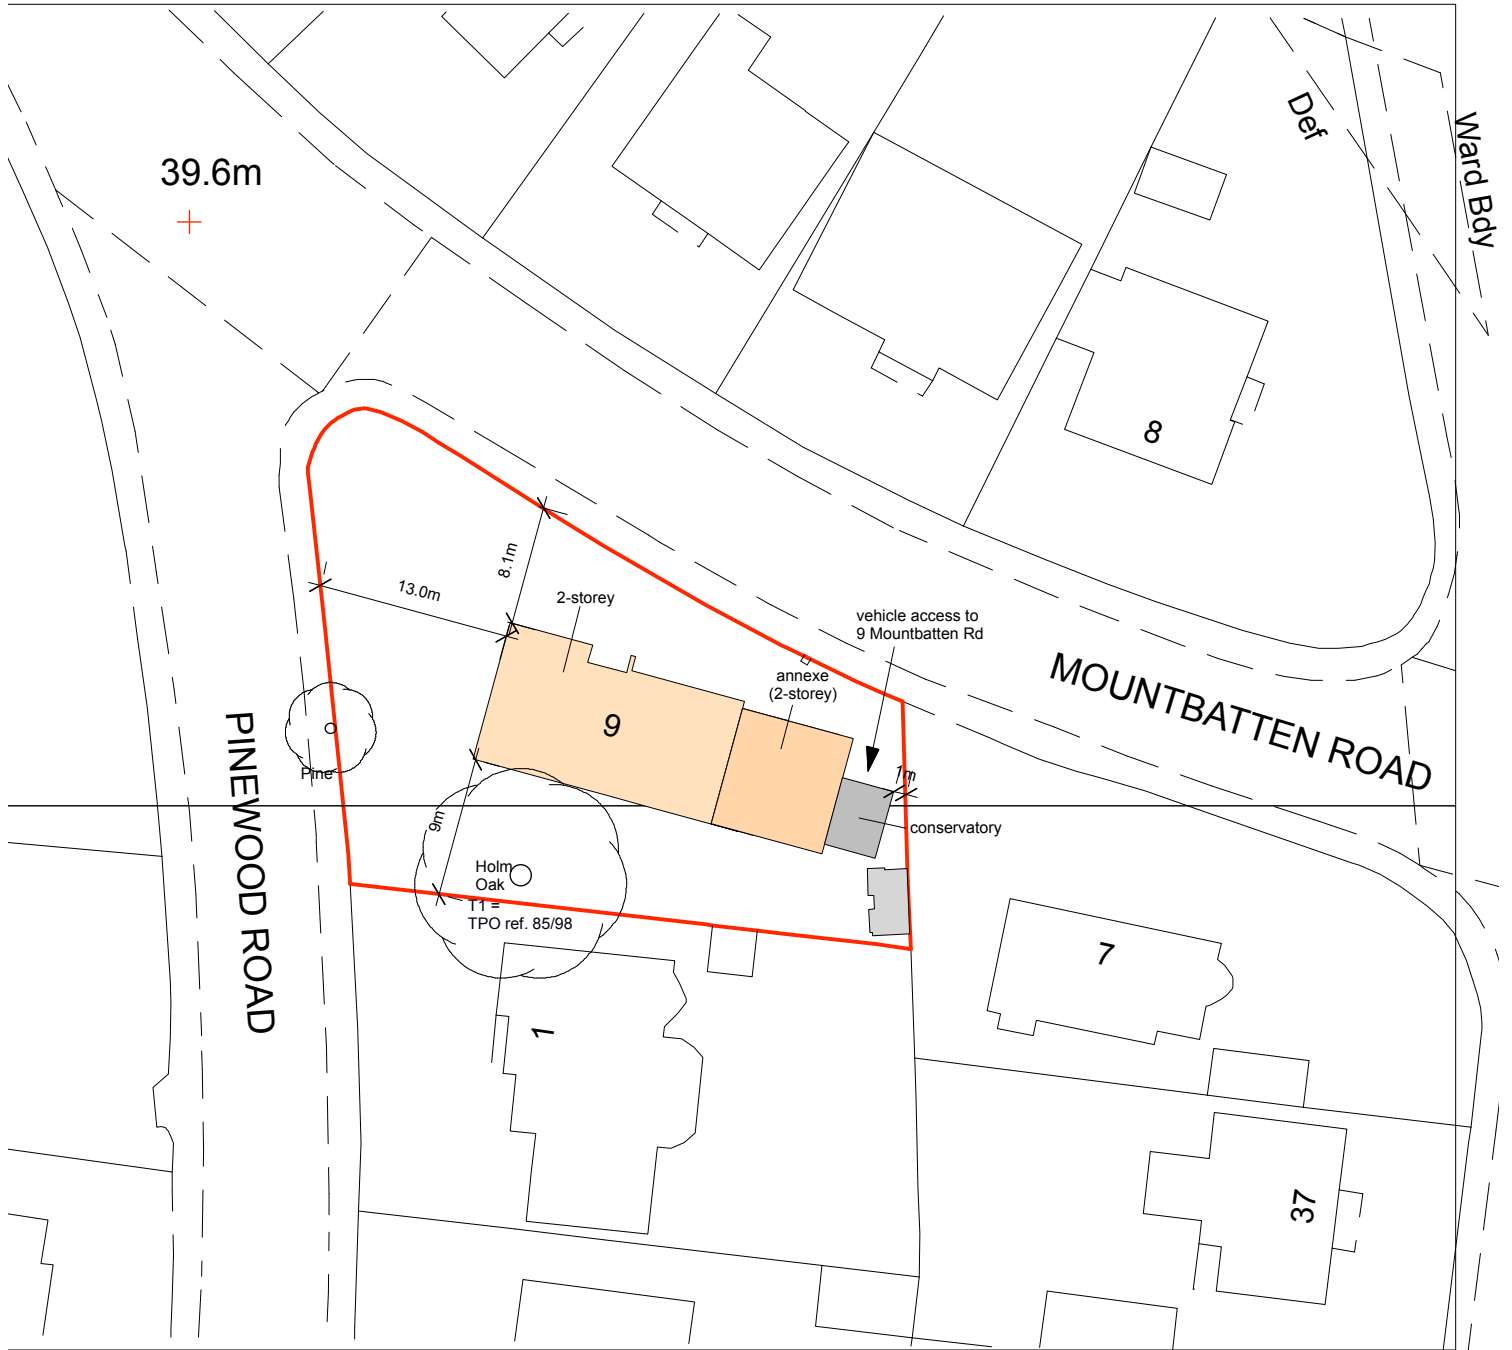 39.6m
Def
Ward Bdy
8
8.1m
13.0m
2-storey
vehicle access to
9 Mountbatten Rd
annexe
(2-storey)
MOUNTBATTEN ROAD
9
PINEWOOD ROAD
Pine
1m
9m
conservatory
Holm
Oak
T1 =
TPO ref. 85/98
7
1
37